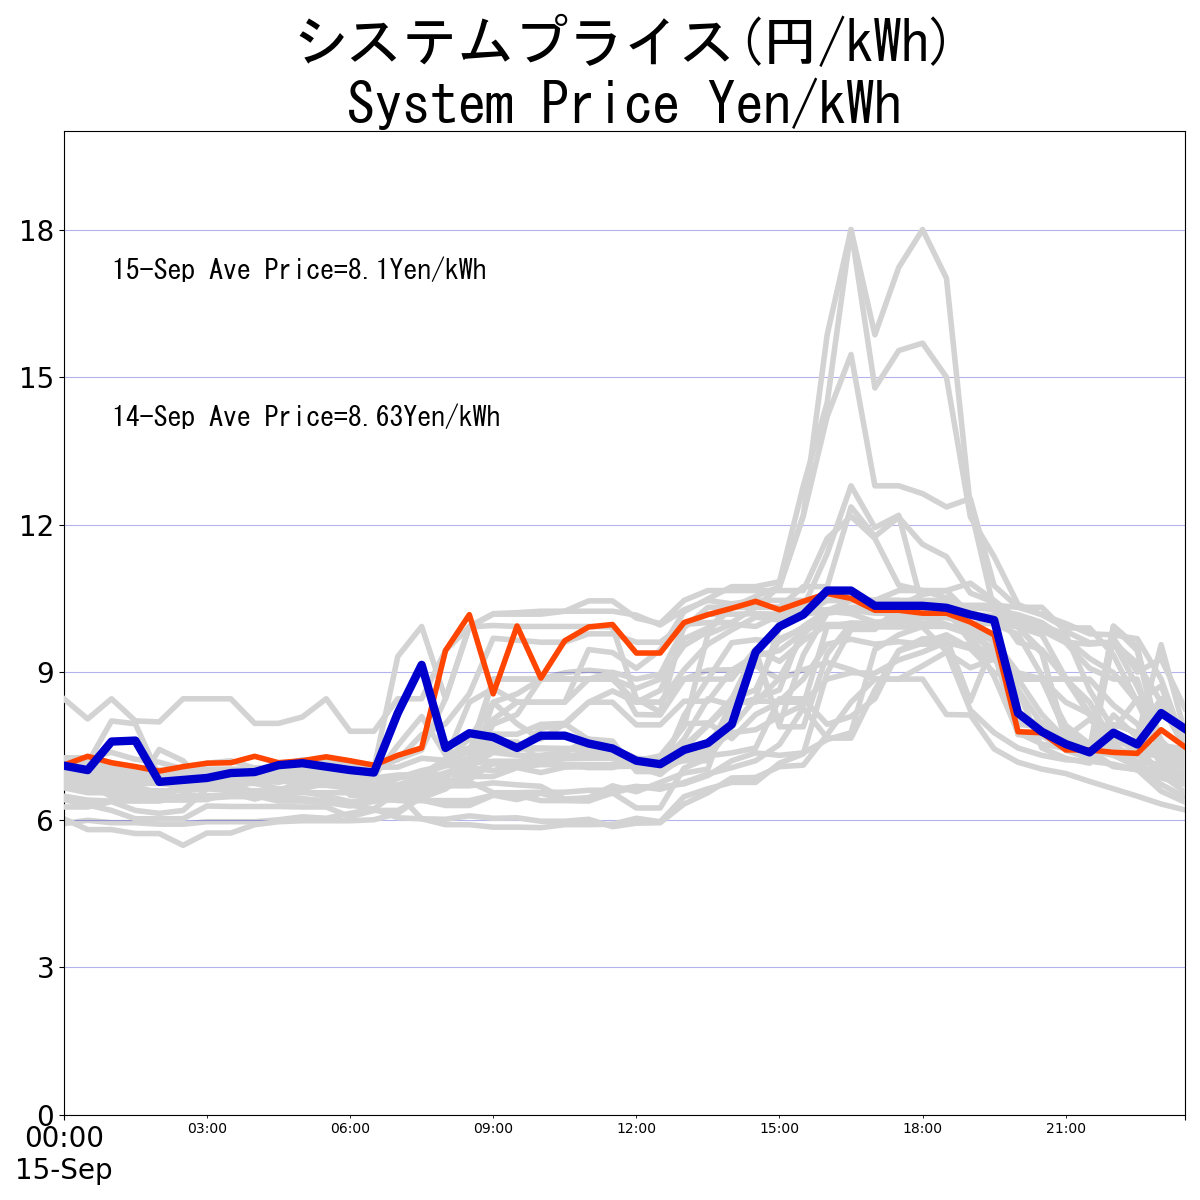 システムプライス(円/kWh)
System Price Yen/kWh
18
15-Sep Ave Price=8.1Yen/kWh
15
14-Sep Ave Price=8.63Yen/kWh
12
9
6
3
0
00:00 03:00 06:00 09:00 12:00 15:00 18:00 21:00
15-Sep